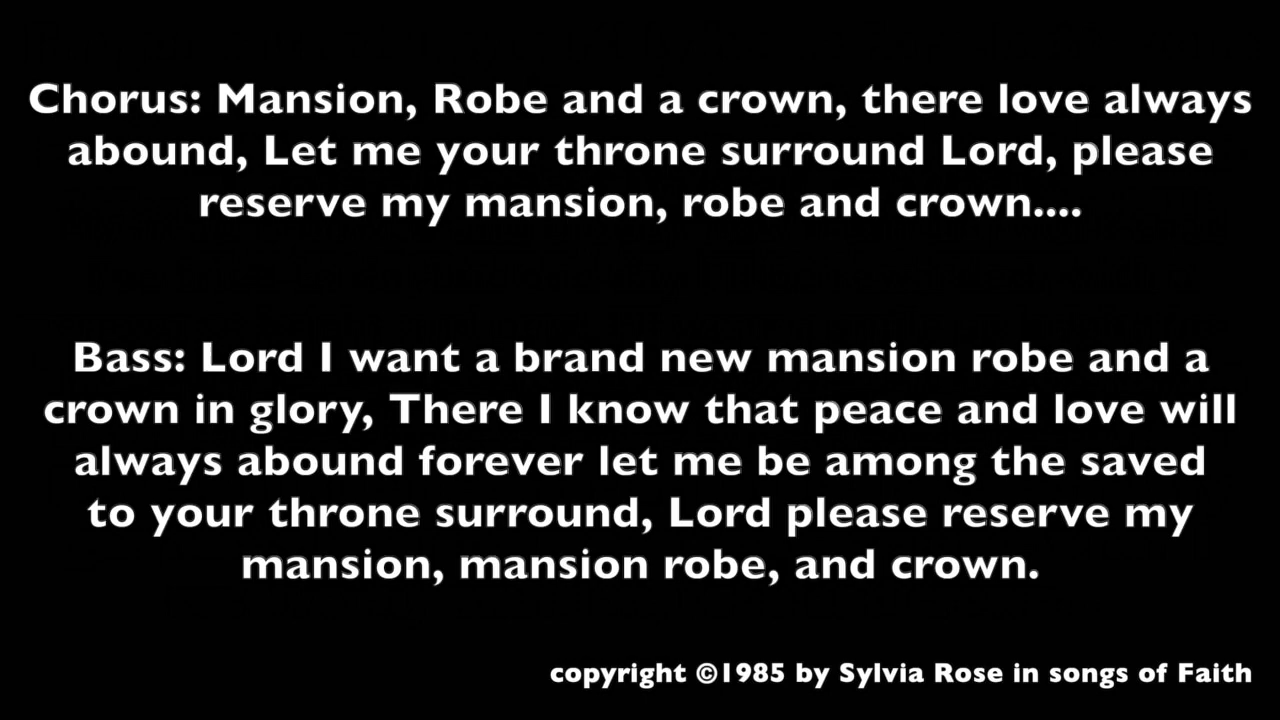 Chorus: Mansion, Robe and a crown, there love always
abound, Let me your throne surround Lord, please
reserve my mansion, robe and crown....
Bass: Lord I want a brand new mansion robe and a
crown in glory, There I know that peace and love will
always abound forever let me be among the saved
to your throne surround, Lord please reserve my
mansion, mansion robe, and crown.
copyright ©1985 by Sylvia Rose in songs of Faith